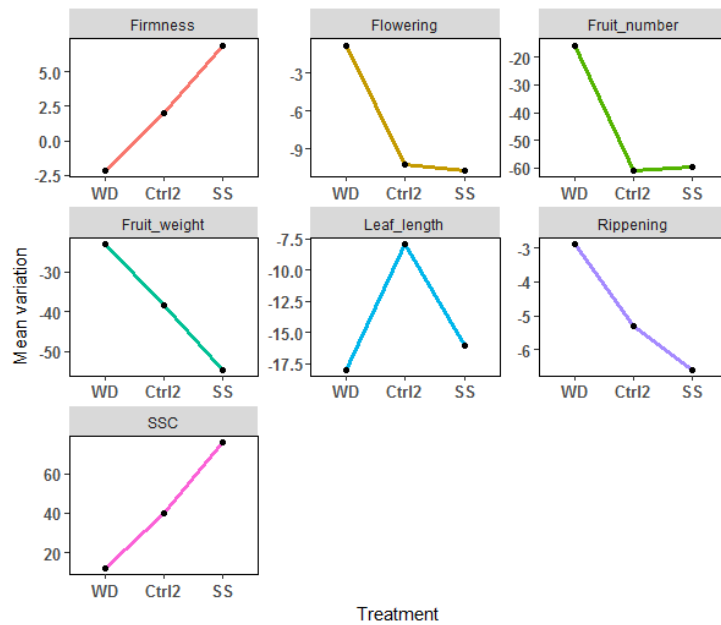 Firmness
Flowering
Fruit_number
5.0
2.5
0.0
-2.5
-3
-6
-9
-20
-30
-40
-50
-60
WD Ctrl2 SS
WD Ctrl2 SS
WD Ctrl2 SS
Fruit_weight
Leaf_length
Rippening
Mean variation
-30
-40
-50
-7.5
-10.0
-12.5
-15.0
-17.5
-3
-4
-5
-6
WD Ctrl2 SS
WD Ctrl2 SS
WD Ctrl2 SS
SSC
60
40
20
WD Ctrl2 SS
Treatment